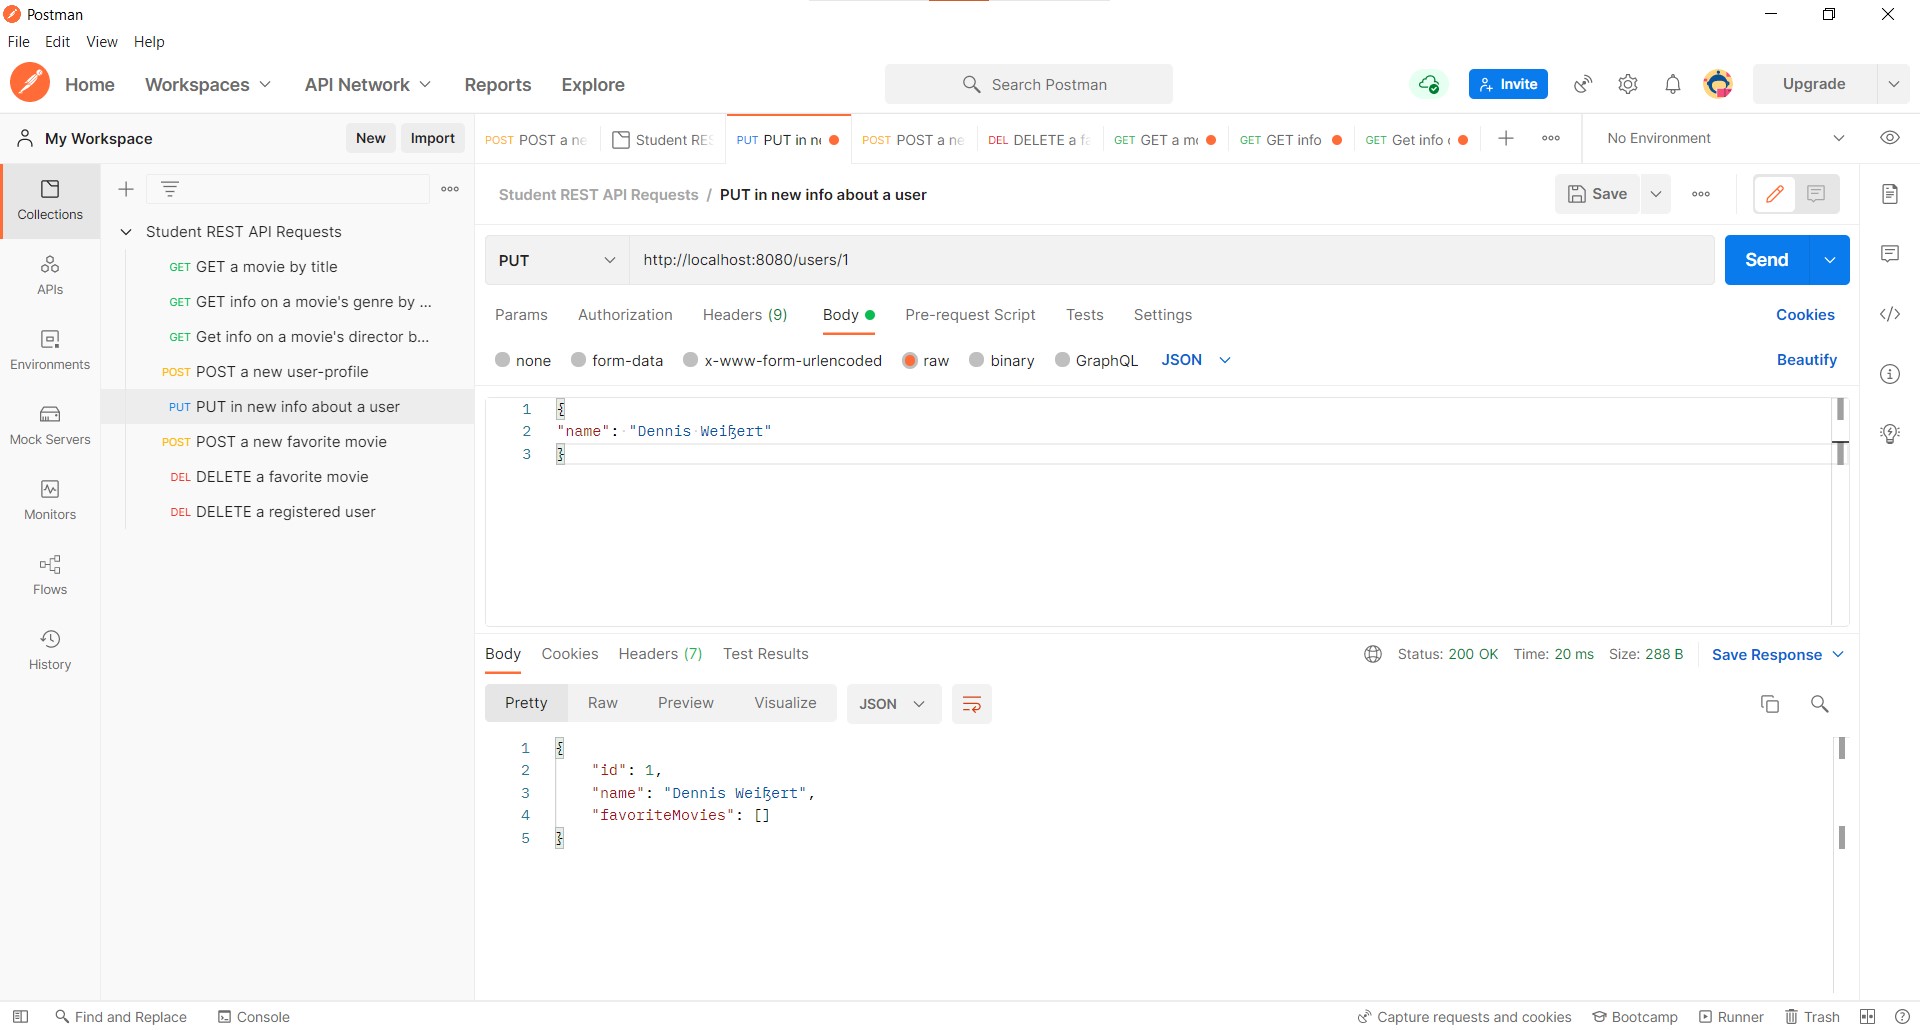 Postman
File Edit View Help
Home Workspaces API Network Reports Explore Search Postman Invite Upgrade
My Workspace New Import
POST POST a ne Student RES PUT PUT in ne POST POST a ne DEL DELETE a fa GET GET a mo GET GET info GET Get info No Environment
Collections
APIs
Environments
Mock Servers
Monitors
Flows
History
Student REST API Requests
GET GET a movie by title
GET GET info on a movie's genre by ...
GET Get info on a movie's director b...
POST POST a new user-profile
PUT PUT in new info about a user
POST POST a new favorite movie
DEL DELETE a favorite movie
DEL DELETE a registered user
Student REST API Requests / PUT in new info about a user Save
PUT http://localhost:8080/users/1 Send
Params Authorization Headers (9) Body Pre-request Script Tests Settings Cookies
none form-data x-www-form-urlencoded raw binary GraphQL JSON Beautify
1 {
2 "name": "Dennis Weißert"
3 }
Body Cookies Headers (7) Test Results Status: 200 OK Time: 20 ms Size: 288 B Save Response
Pretty Raw Preview Visualize JSON
1 {
2 "id": 1,
3 "name": "Dennis Weißert",
4 "favoriteMovies": []
5 }
Find and Replace Console Capture requests and cookies Bootcamp Runner Trash